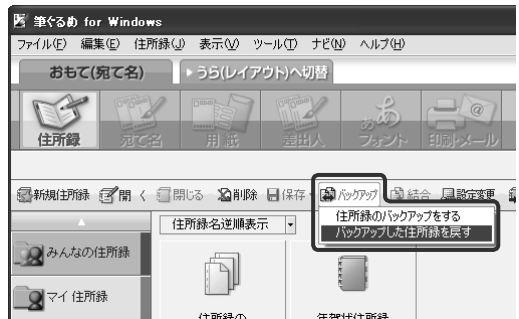 筆ぐるめ for Windows
ファイル(F) 編集(E) 住所録(J) 表示(V) ツール(T) ナビ(N) ヘルプ(H)
おもて(宛て名) うら(レイアウト)へ切替
住所録 宛て名 用紙 差出人 フォント 印刷・メール
新規住所録 開く 閉じる 削除 保存 バックアップ 結合 設定変更
住所録のバックアップをする
バックアップした住所録を戻す
住所録名逆順表示
みんなの住所録
マイ 住所録
住所録の 年賀状住所録